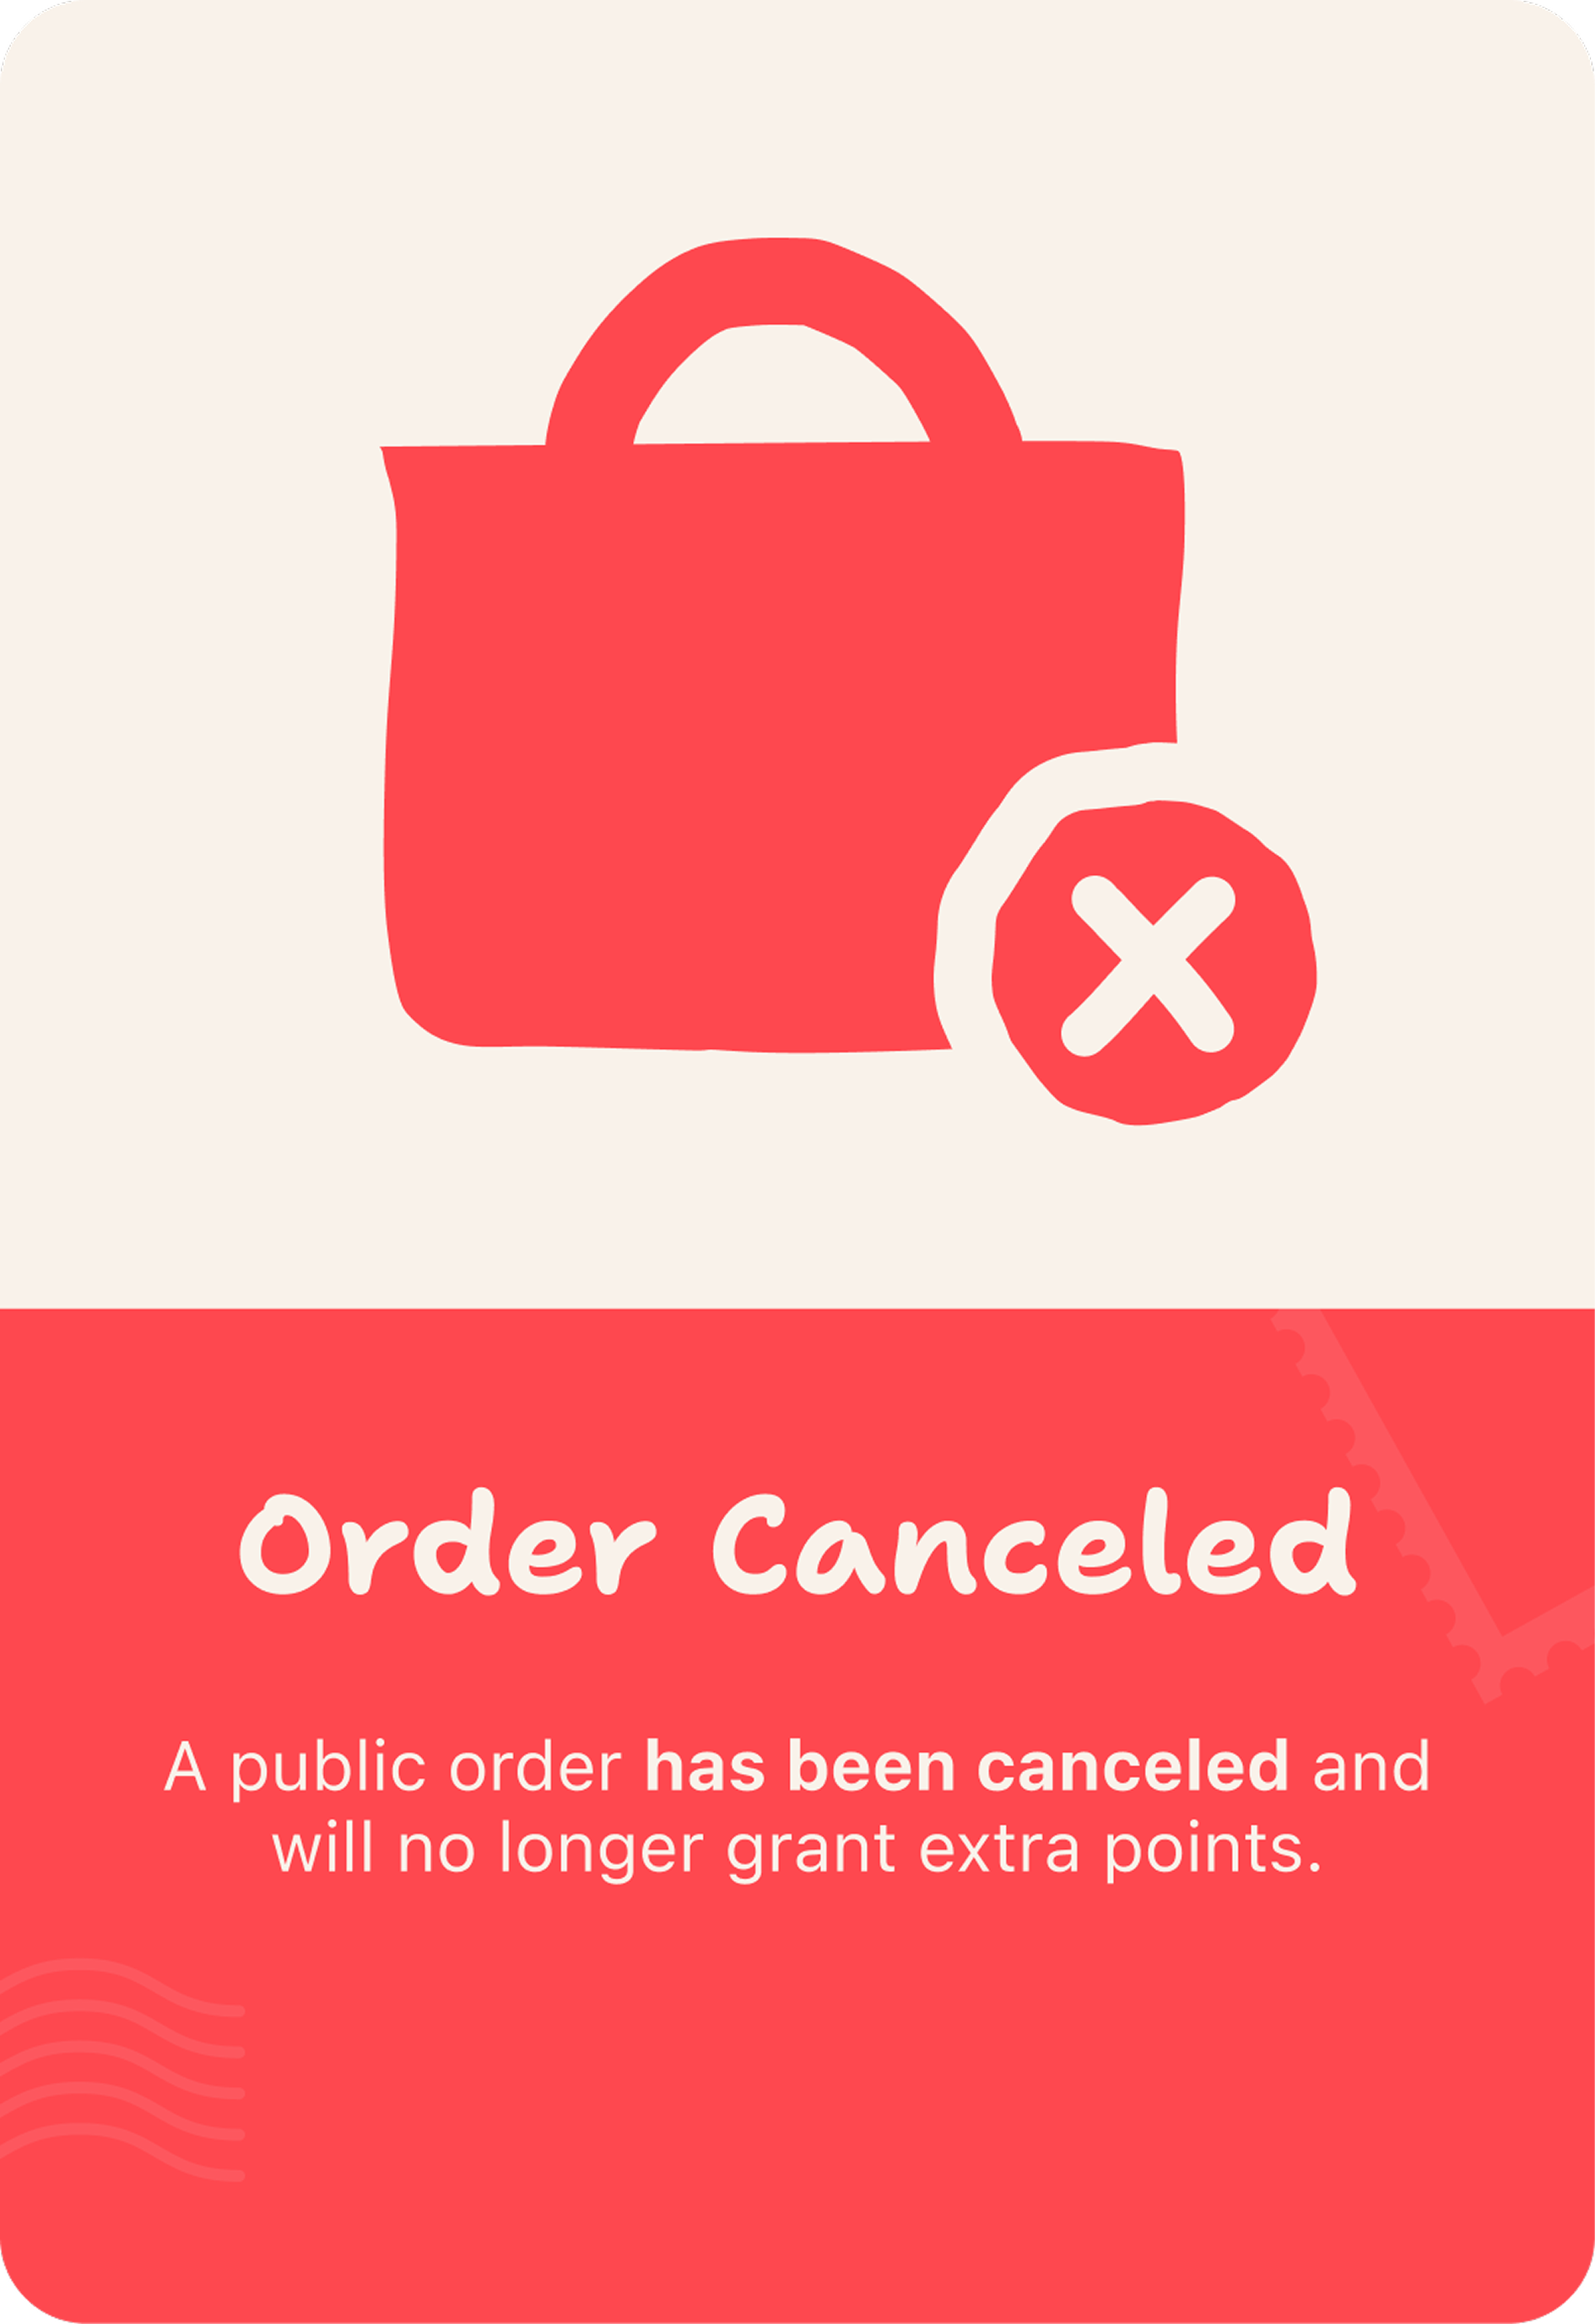 Order Canceled
A public order has been canceled and
will no longer grant extra points.